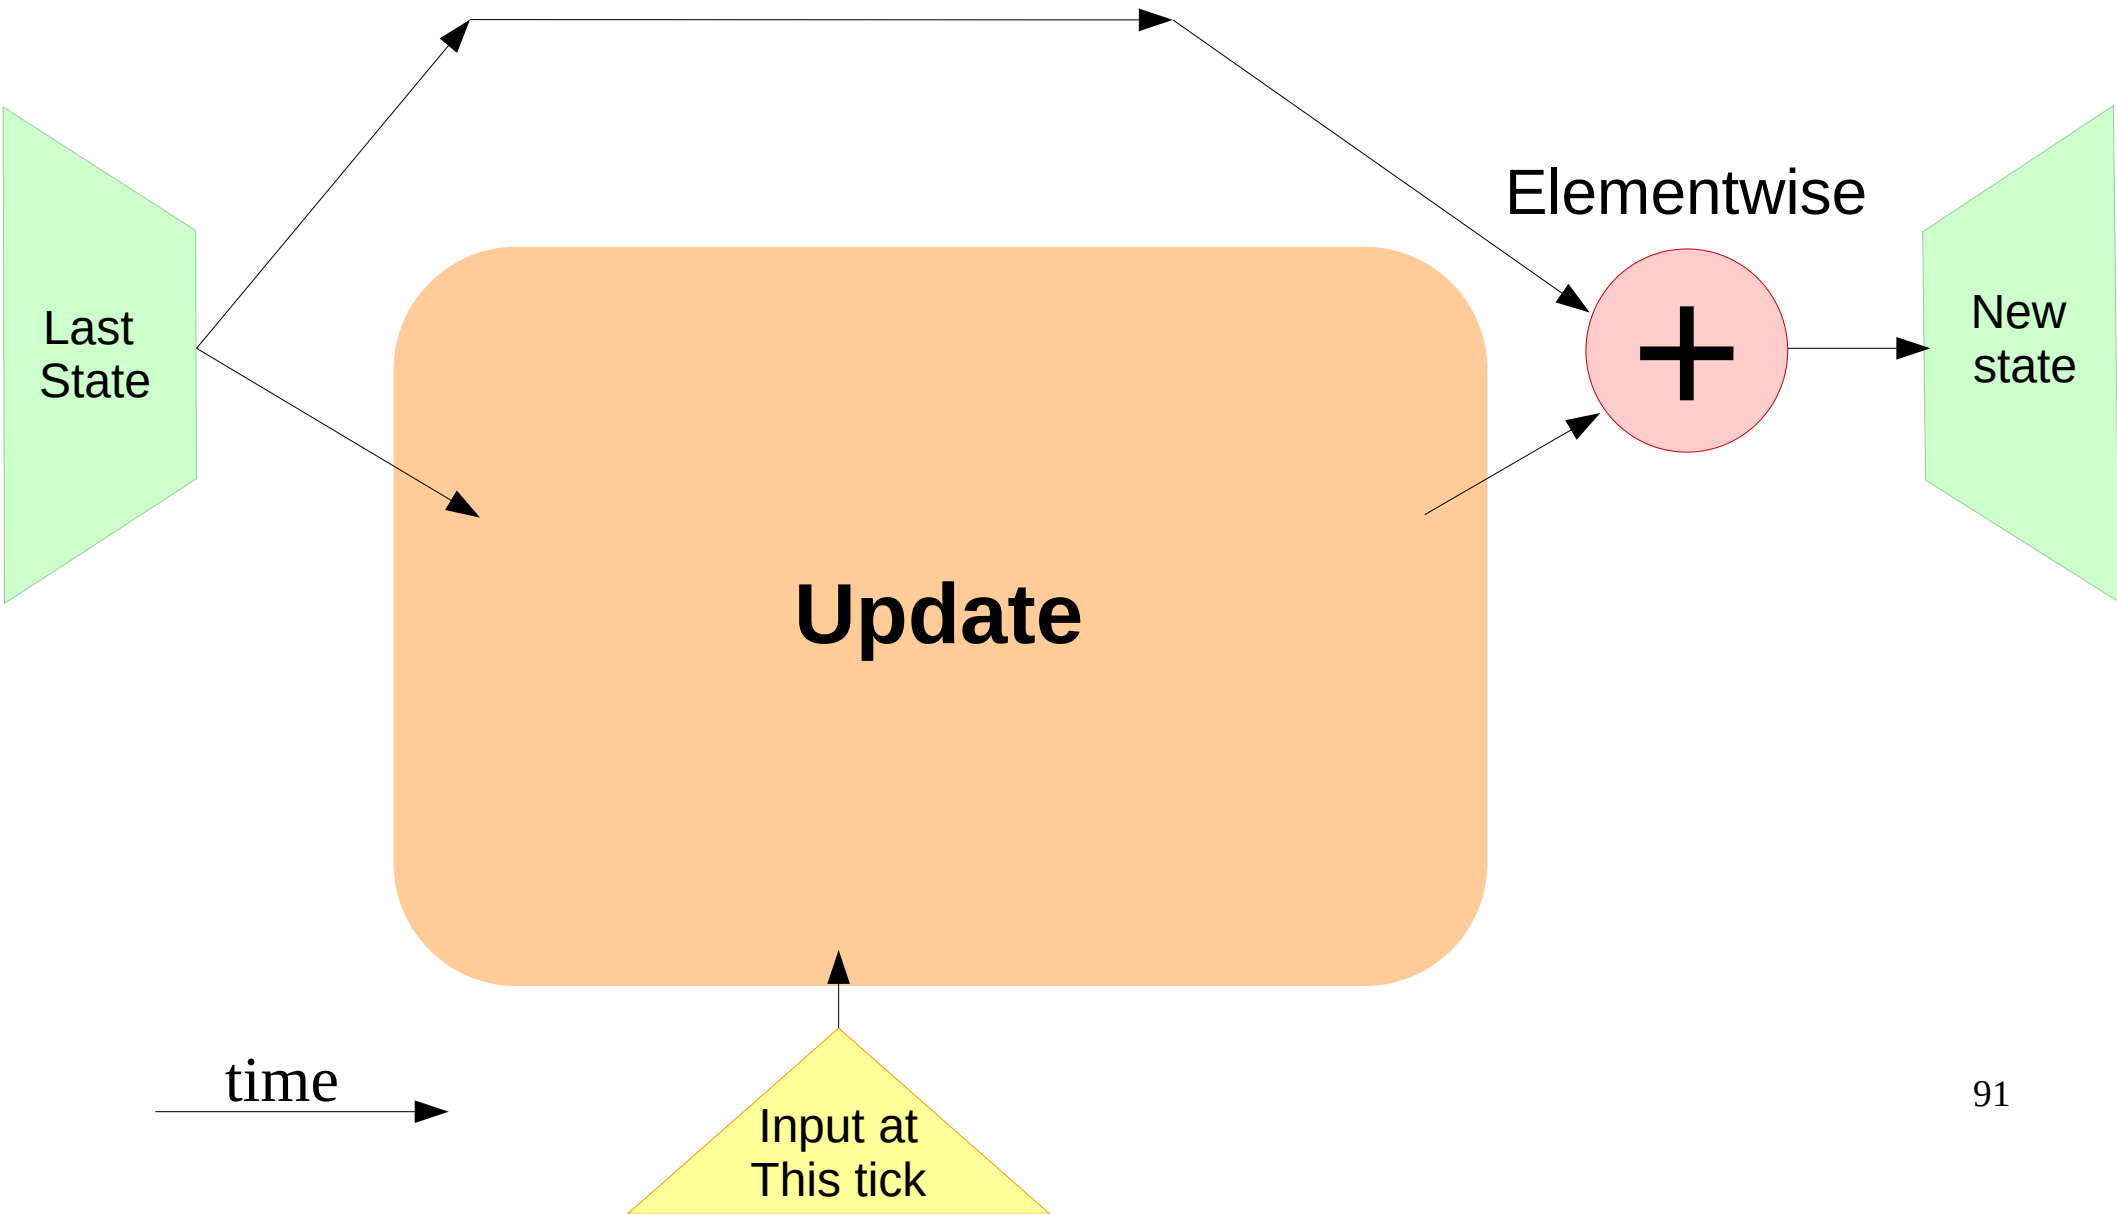 Elementwise
Last
State
New
state
Update
time
Input at
This tick
91